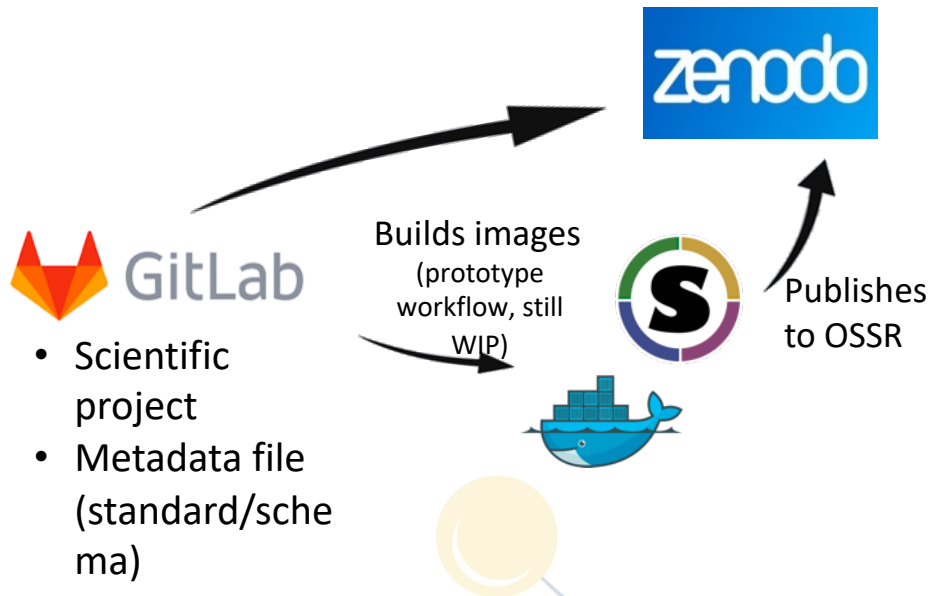 zenodo
Builds images
(prototype
workflow, still
WIP)
GitLab
S
Publishes
to OSSR
• Scientific
project
• Metadata file
(standard/sche
ma)